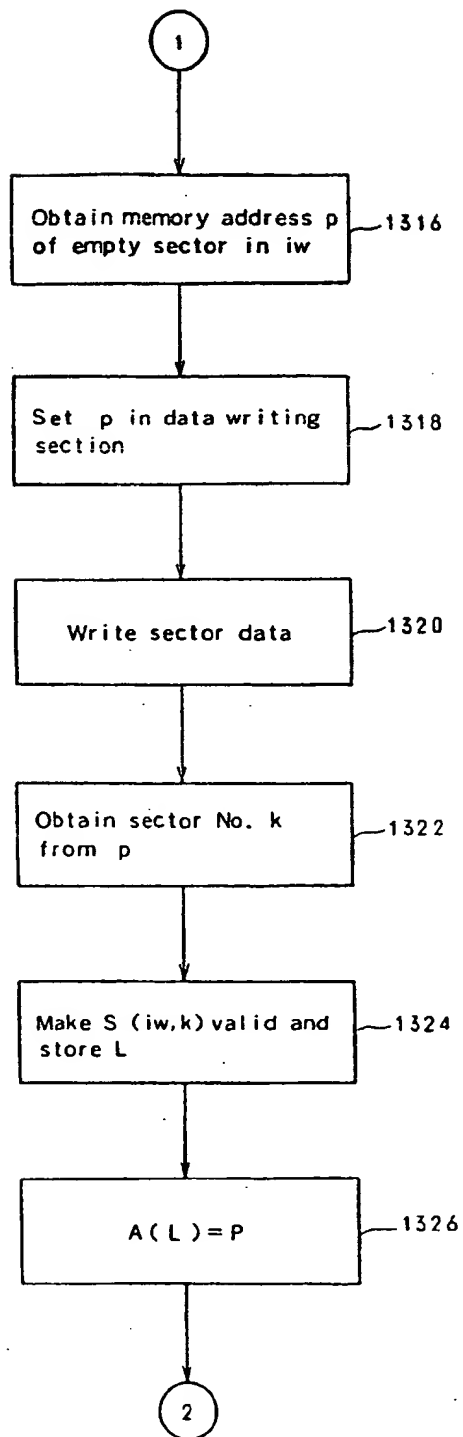 1
Obtain memory address p
of empty sector in iw
1316
Set p in data writing
section
1318
Write sector data
1320
Obtain sector No. k
from p
1322
Make S (iw,k) valid and
store L
1324
A(L)=P
1326
2